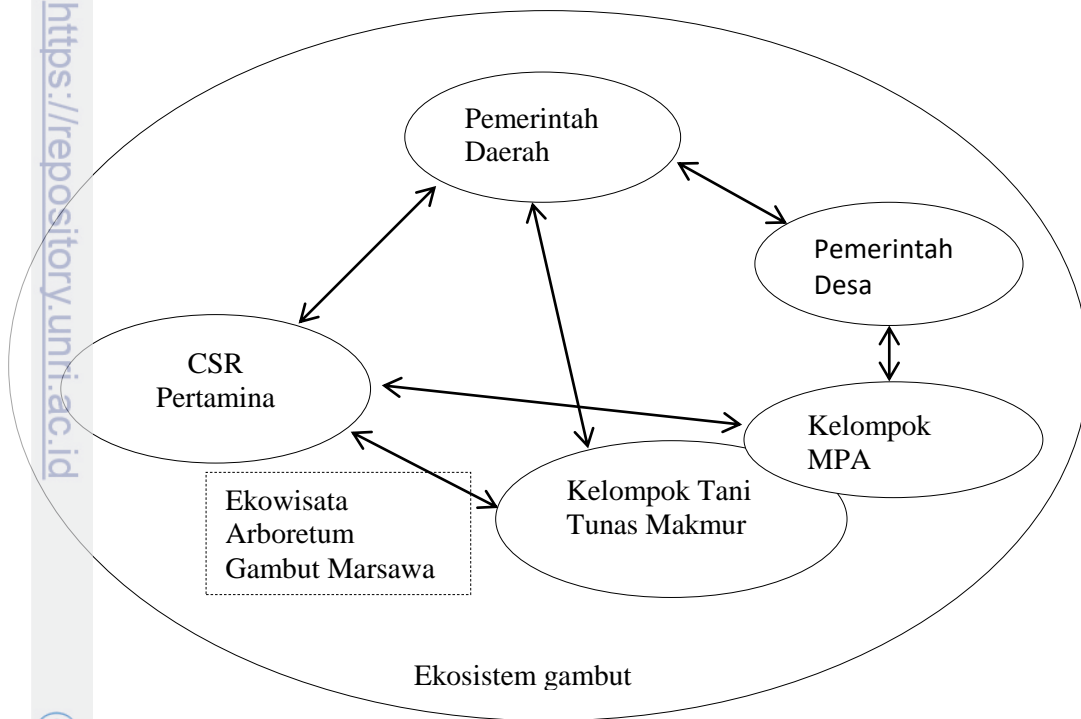 https://repository.unri.ac.id
Pemerintah
Daerah
Pemerintah
Desa
CSR
Pertamina
Kelompok
MPA
Kelompok Tani
Tunas Makmur
Ekowisata
Arboretum
Gambut Marsawa
Ekosistem gambut